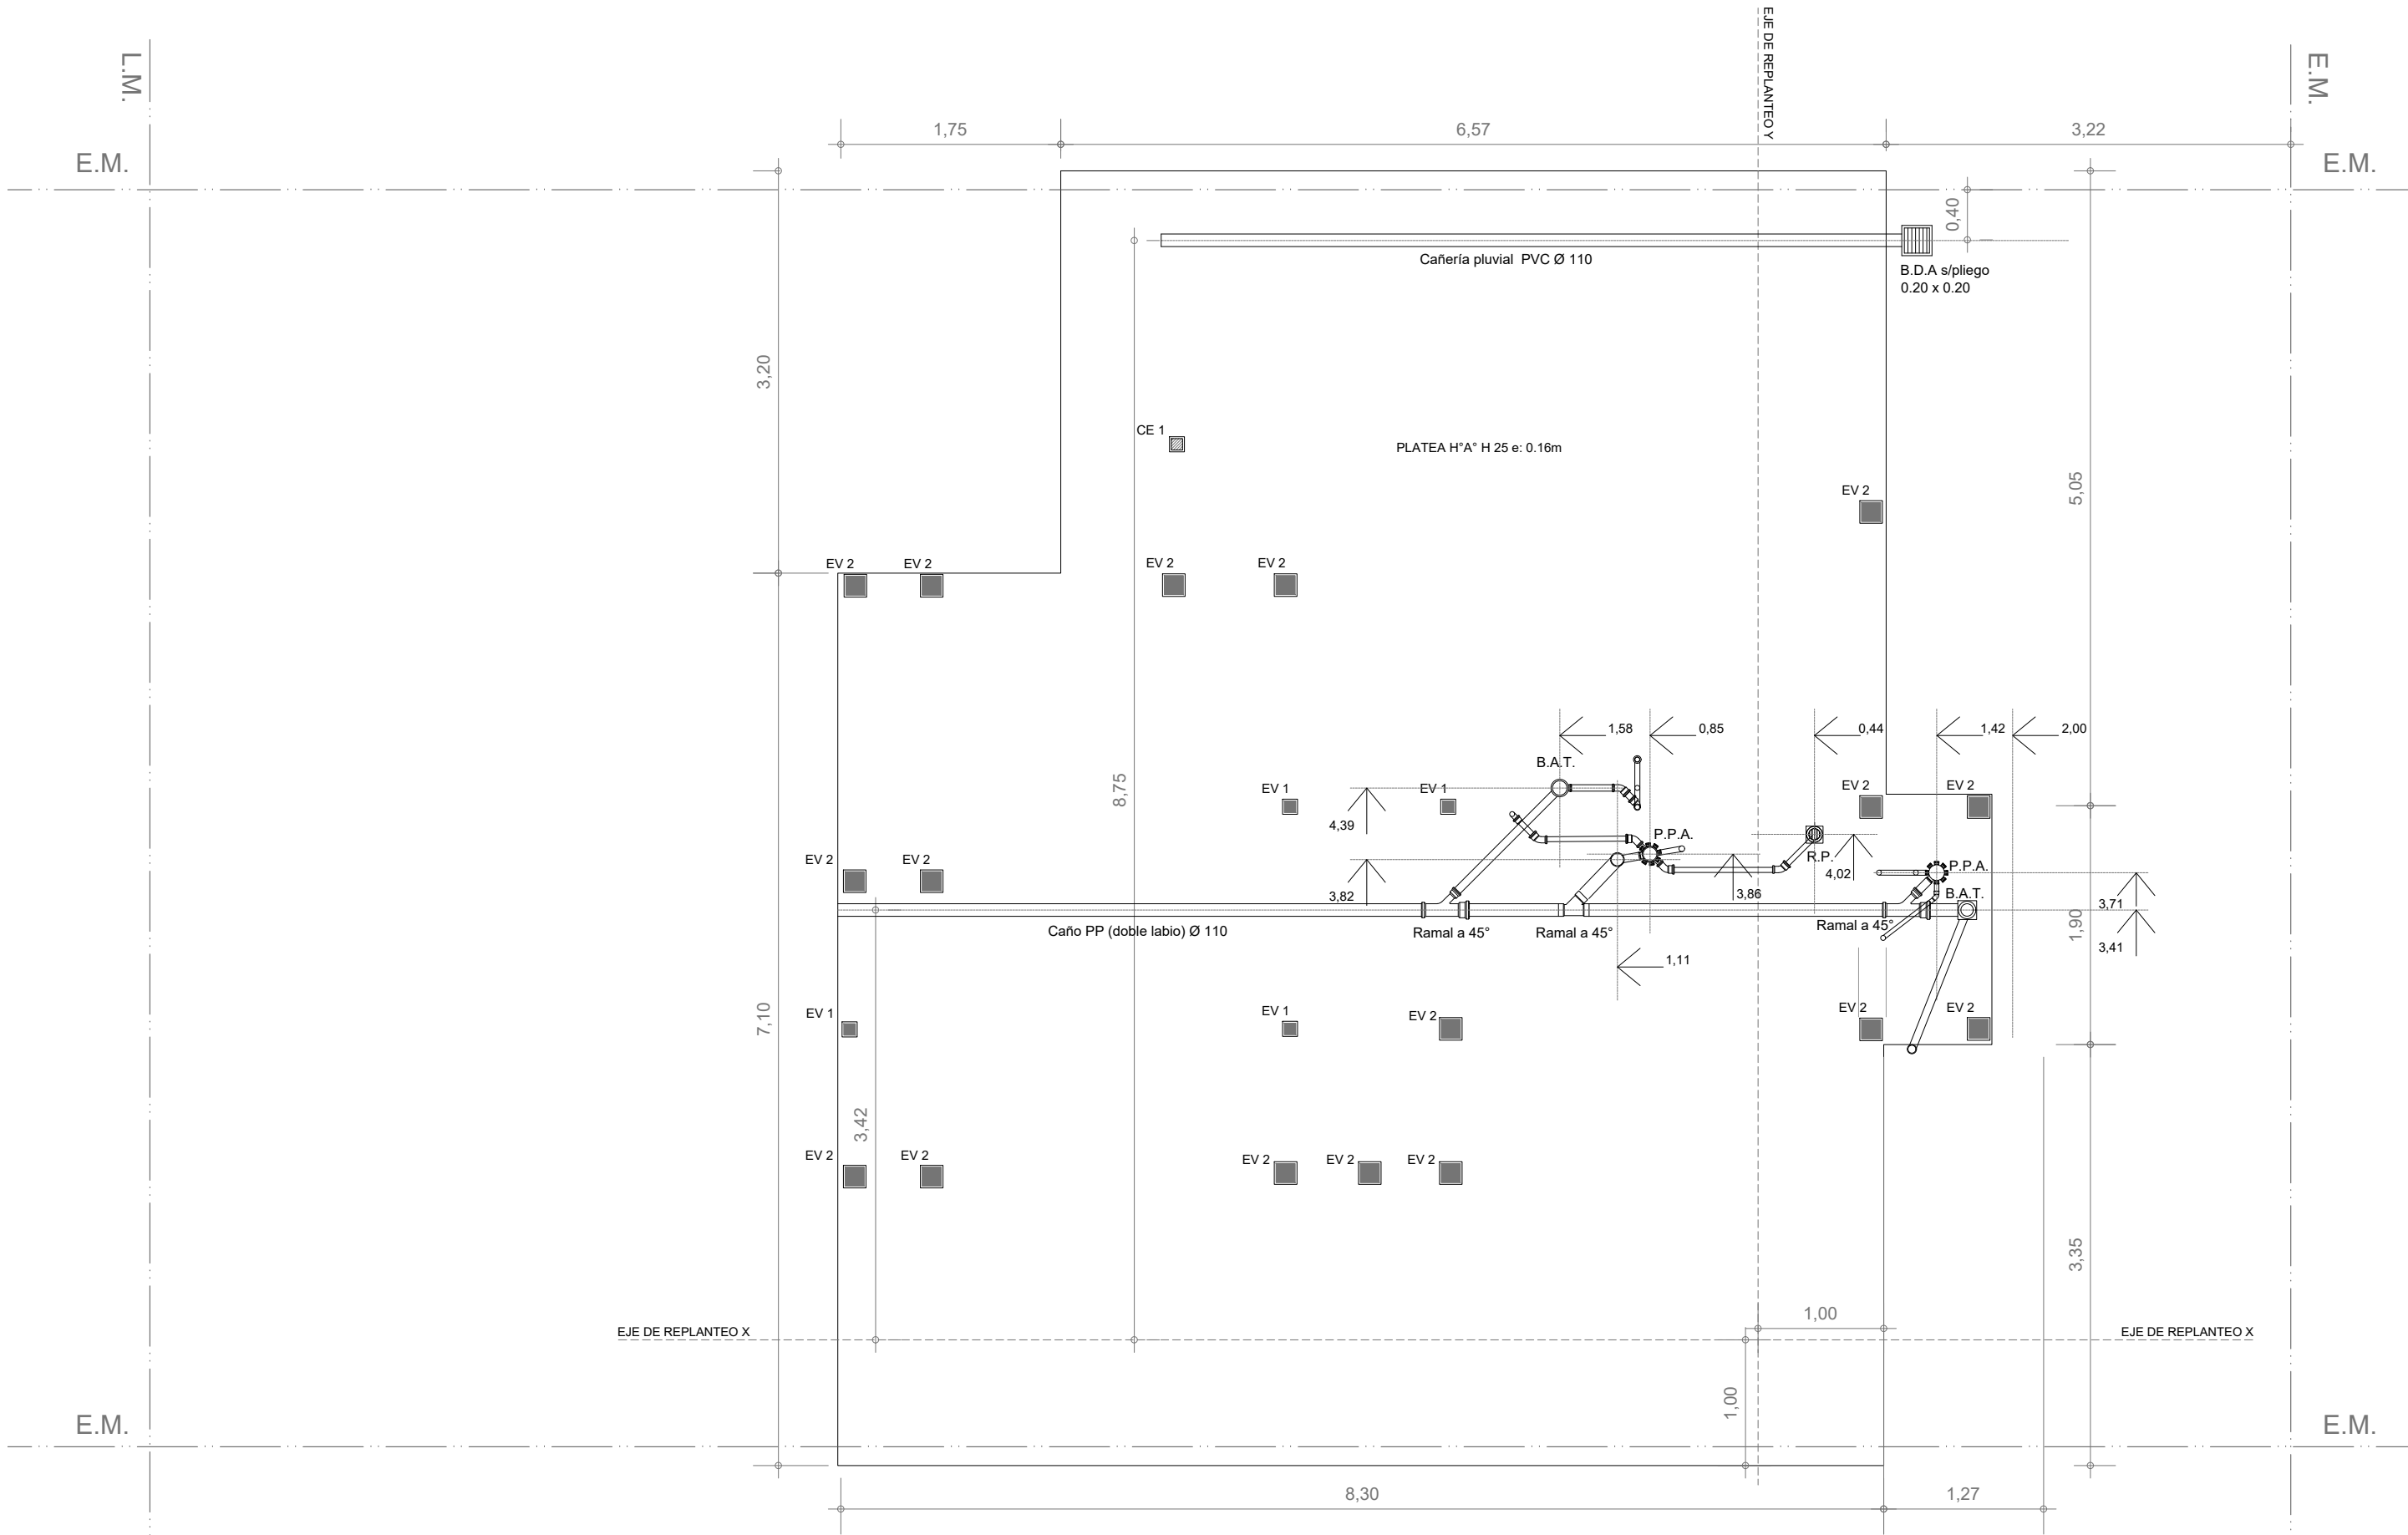 EJE DE REPLANTEO Y
L.M.
E.M.
1,75
6,57
3,22
E.M.
E.M.
0,40
Cañería pluvial PVC Ø 110
B.D.A s/pliego
0.20 x 0.20
3,20
CE 1
PLATEA H°A° H 25 e: 0.16m
EV 2
5,05
EV 2
EV 2
EV 2
EV 2
1,58
0,85
0,44
1,42
2,00
B.A.T.
8,75
EV 1
EV 1
EV 2
EV 2
4,39
P.P.A.
EV 2
EV 2
R.P.
P.P.A.
4,02
3,82
3,86
B.A.T.
3,71
1,90
Caño PP (doble labio) Ø 110
Ramal a 45°
Ramal a 45°
Ramal a 45°
3,41
1,11
EV 1
EV 1
EV 2
EV 2
EV 2
7,10
3,42
EV 2
EV 2
EV 2
EV 2
EV 2
3,35
1,00
EJE DE REPLANTEO X
EJE DE REPLANTEO X
1,00
E.M.
E.M.
8,30
1,27